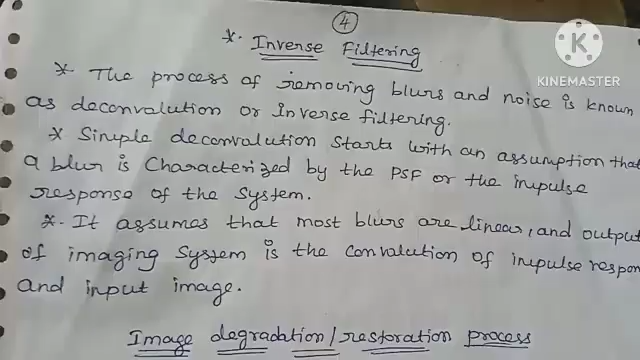 4
*. Inverse Filtering
K
KINEMASTER
* The process of removing blurs and noise is known
as deconvalution or Inverse filtering.
* Simple deconvalution starts with an assumption that
a blur is Characterized by the PSF or the impulse
response of the system.
*. It assumes that most blurs are linear, and output
of imaging system is the convalution of impulse respon
and input image.
Image degradation/restoration process